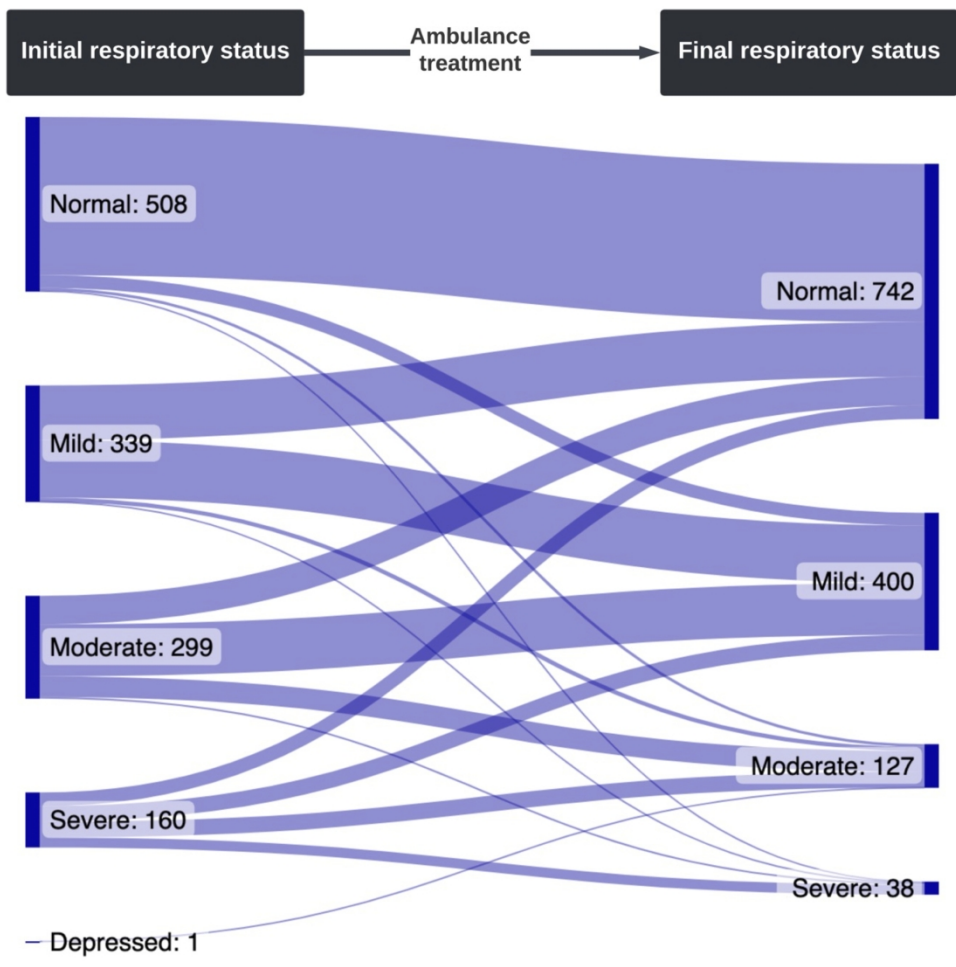 Initial respiratory status
Ambulance
treatment
Final respiratory status
Normal: 508
Normal: 742
Mild: 339
Mild: 400
Moderate: 299
Moderate: 127
Severe: 160
Severe: 38
Depressed: 1